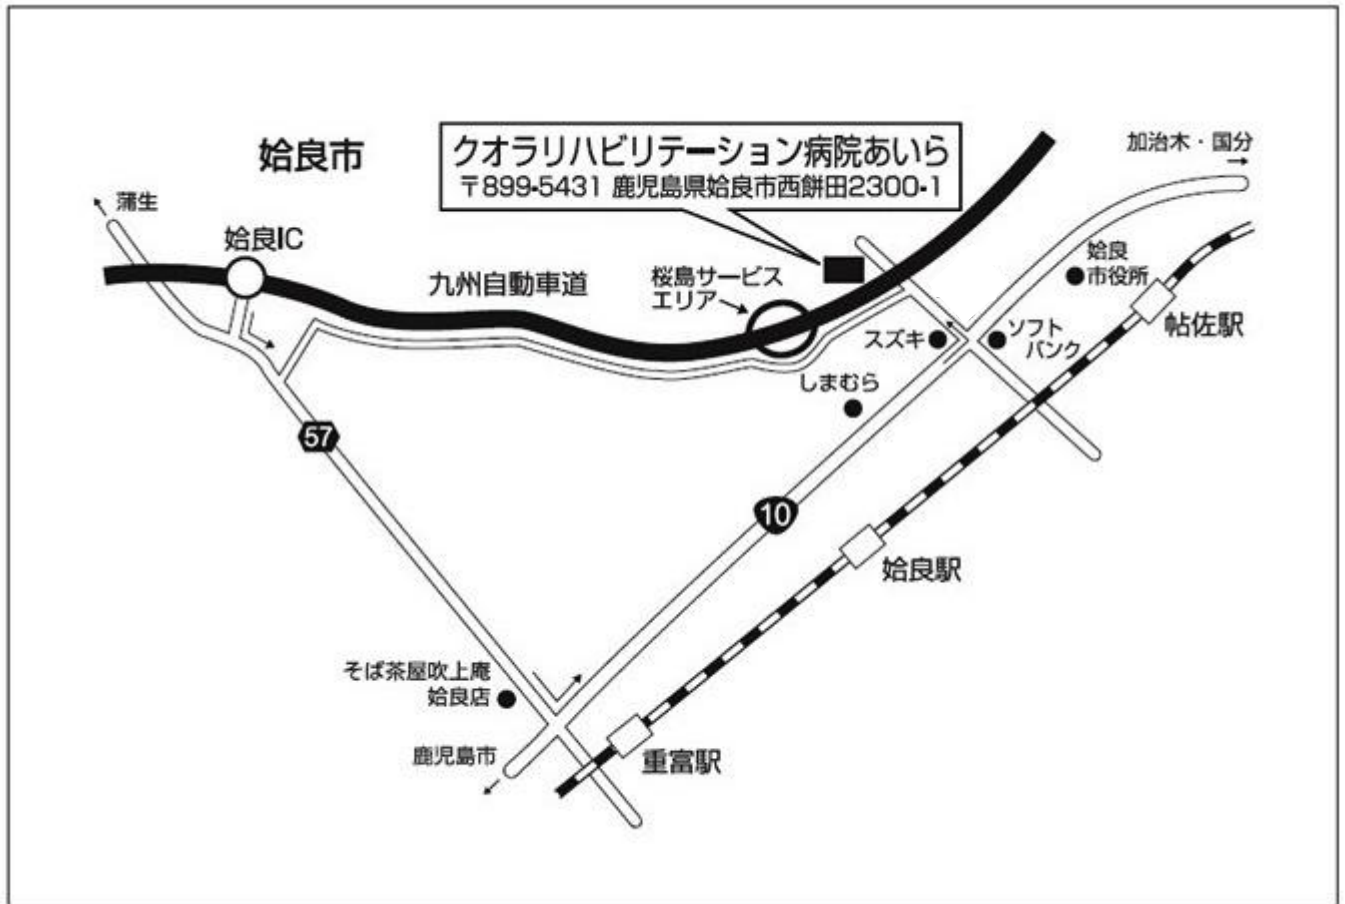 姶良市
クオラリハビリテーション病院あいら
〒899-5431 鹿児島県姶良市西餅田2300-1
加治木・国分
蒲生
姶良IC
九州自動車道
桜島サービス
エリア
姶良
市役所
帖佐駅
スズキ
ソフト
バンク
しまむら
57
10
姶良駅
そば茶屋吹上庵
姶良店
鹿児島市
重富駅